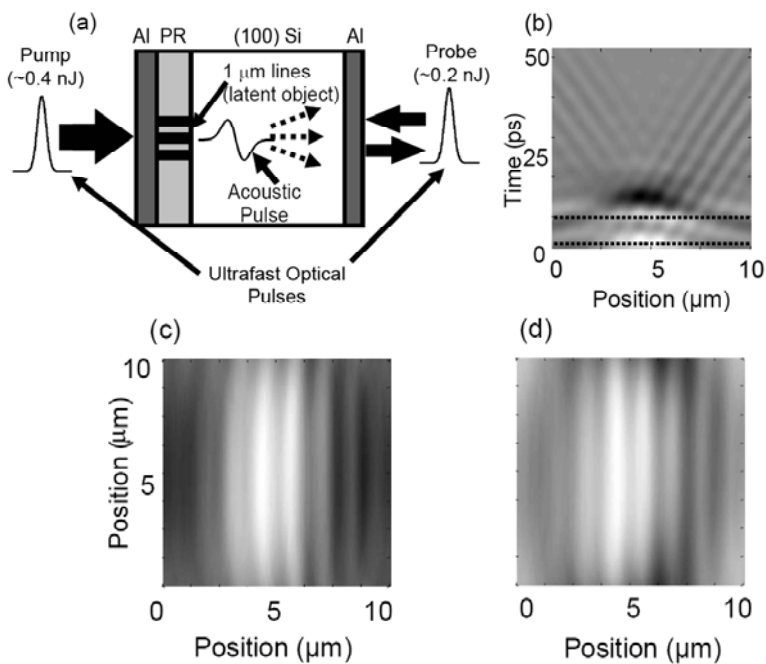 (a)
Al PR (100) Si Al
Pump
(~0.4 nJ)
1 μm lines
(latent object)
Acoustic
Pulse
Probe
(~0.2 nJ)
Ultrafast Optical
Pulses
(b)
50
25
0
Time (ps)
0 5 10
Position (μm)
(c)
10
5
0 5 10
Position (μm)
Position (μm)
(d)
0 5 10
Position (μm)